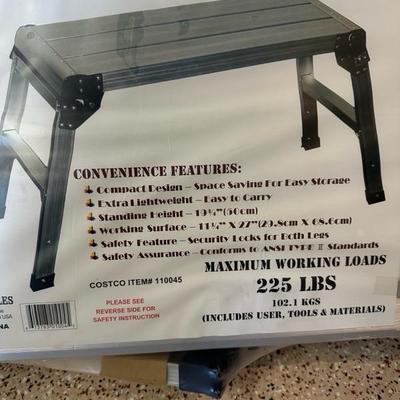 CONVENIENCE FEATURES:
Compact Design – Space Saving For Easy Storage
Extra Lightweight – Easy to Carry
Standing Height – 19¾"(50cm)
Working Surface – 11¾" X 27"(29.8cm X 68.6cm)
Safety Feature – Security Locks for Both Legs
Safety Assurance – Conforms to ANSI TYPE II Standards
MAXIMUM WORKING LOADS
225 LBS
102.1 KGS
(INCLUDES USER, TOOLS & MATERIALS)
COSTCO ITEM# 110045
PLEASE SEE
REVERSE SIDE FOR
SAFETY INSTRUCTION
LES
USA
NA